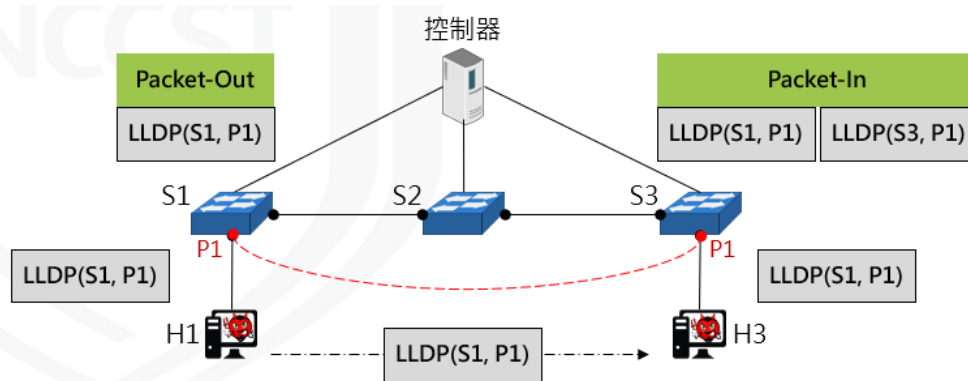 NCCST
控制器
Packet-Out
Packet-In
LLDP(S1, P1)
LLDP(S1, P1)
LLDP(S3, P1)
S1
S2
S3
P1
P1
LLDP(S1, P1)
LLDP(S1, P1)
H1
H3
LLDP(S1, P1)